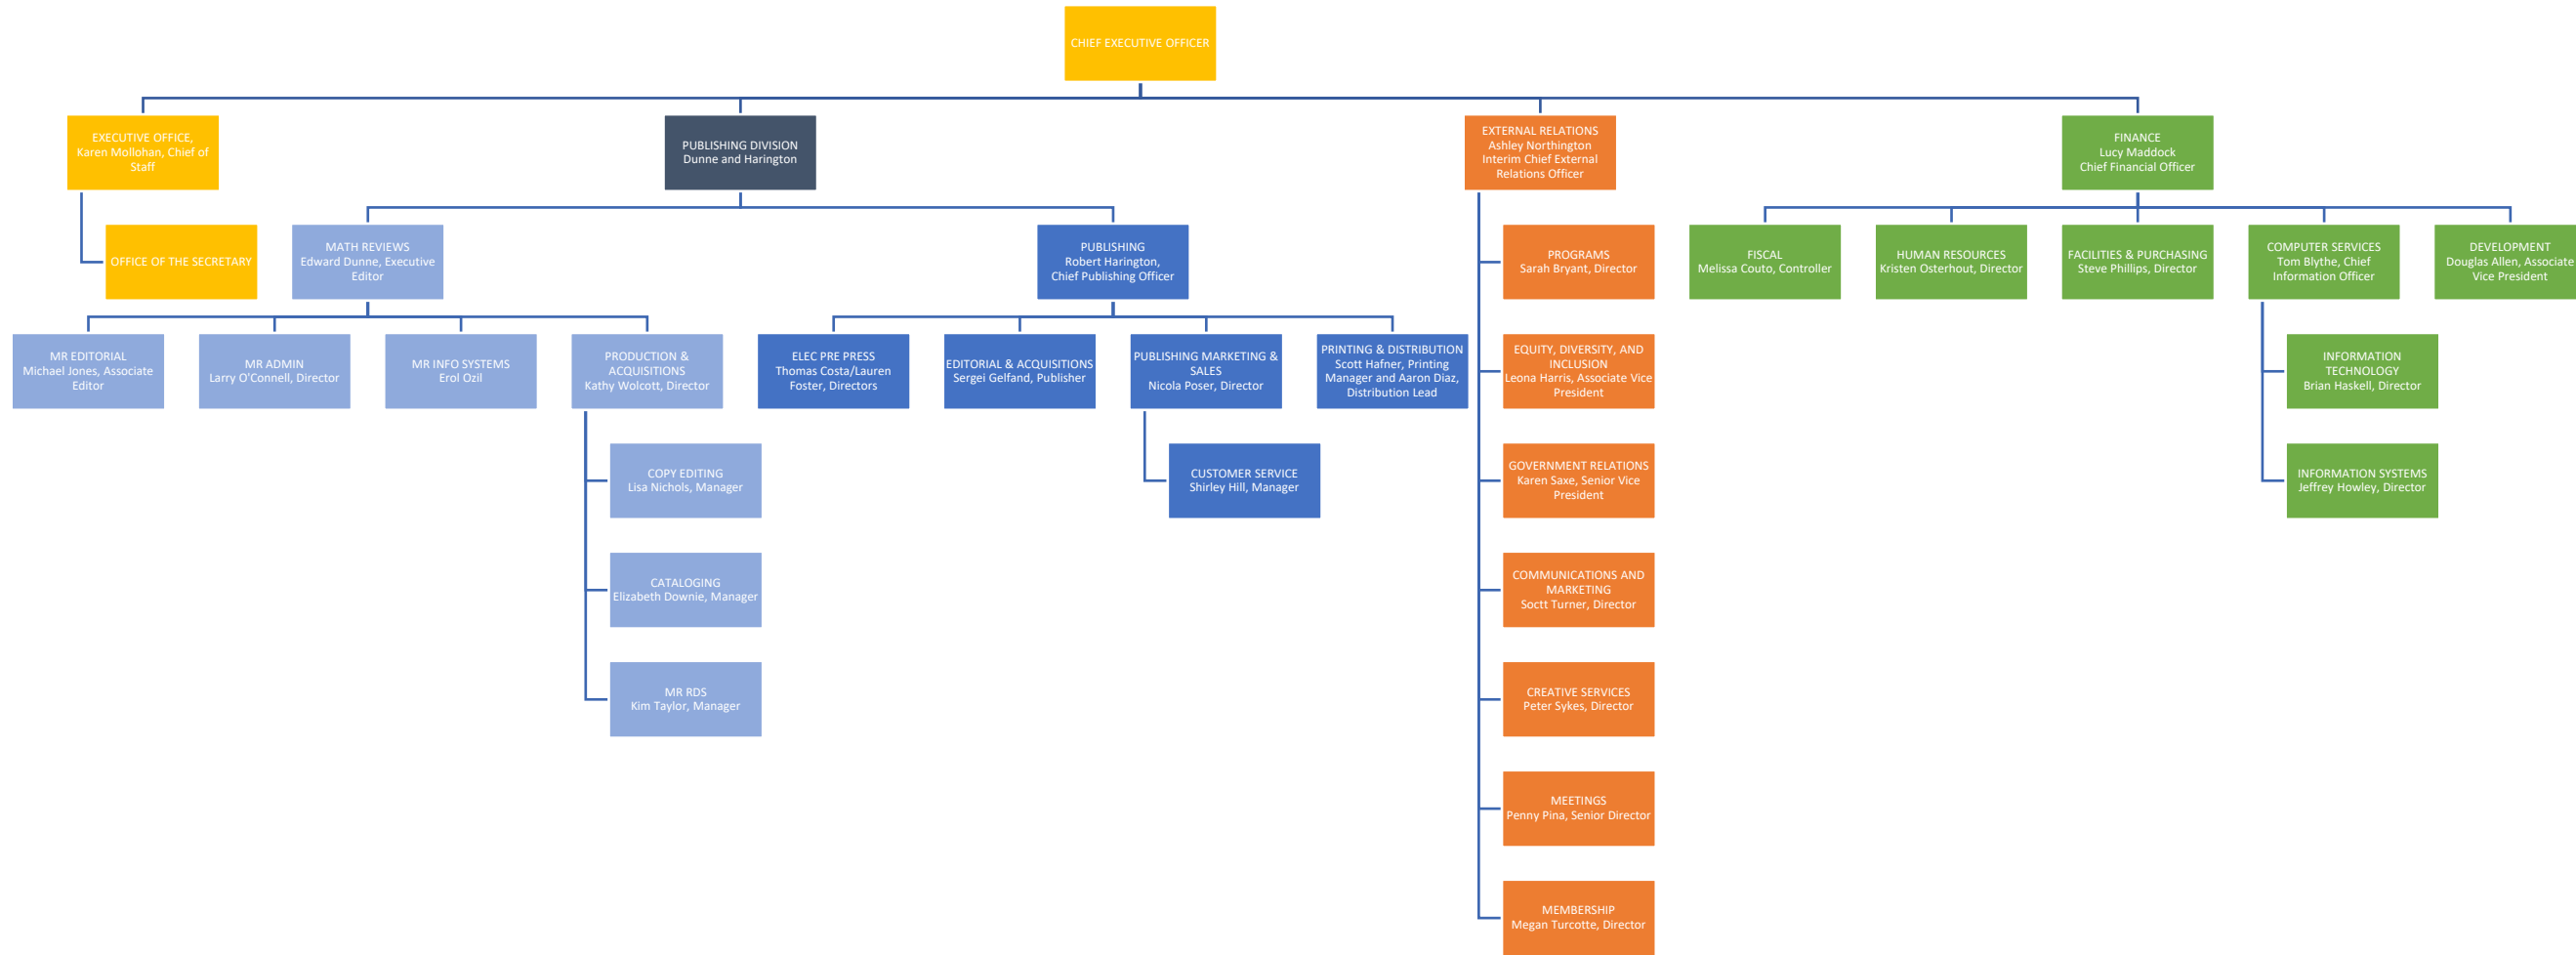 CHIEF EXECUTIVE OFFICER
EXECUTIVE OFFICE,
Karen Mollohan, Chief of
Staff
PUBLISHING DIVISION
Dunne and Harington
EXTERNAL RELATIONS
Ashley Northington
Interim Chief External
Relations Officer
FINANCE
Lucy Maddock
Chief Financial Officer
OFFICE OF THE SECRETARY
MATH REVIEWS
Edward Dunne, Executive
Editor
PUBLISHING
Robert Harington,
Chief Publishing Officer
PROGRAMS
Sarah Bryant, Director
FISCAL
Melissa Couto, Controller
HUMAN RESOURCES
Kristen Osterhout, Director
FACILITIES & PURCHASING
Steve Phillips, Director
COMPUTER SERVICES
Tom Blythe, Chief
Information Officer
DEVELOPMENT
Douglas Allen, Associate
Vice President
MR EDITORIAL
Michael Jones, Associate
Editor
MR ADMIN
Larry O'Connell, Director
MR INFO SYSTEMS
Erol Ozil
PRODUCTION &
ACQUISITIONS
Kathy Wolcott, Director
ELEC PRE PRESS
Thomas Costa/Lauren
Foster, Directors
EDITORIAL & ACQUISITIONS
Sergei Gelfand, Publisher
PUBLISHING MARKETING &
SALES
Nicola Poser, Director
PRINTING & DISTRIBUTION
Scott Hafner, Printing
Manager and Aaron Diaz,
Distribution Lead
EQUITY, DIVERSITY, AND
INCLUSION
Leona Harris, Associate Vice
President
INFORMATION
TECHNOLOGY
Brian Haskell, Director
COPY EDITING
Lisa Nichols, Manager
CUSTOMER SERVICE
Shirley Hill, Manager
GOVERNMENT RELATIONS
Karen Saxe, Senior Vice
President
INFORMATION SYSTEMS
Jeffrey Howley, Director
CATALOGING
Elizabeth Downie, Manager
COMMUNICATIONS AND
MARKETING
Soctt Turner, Director
MR RDS
Kim Taylor, Manager
CREATIVE SERVICES
Peter Sykes, Director
MEETINGS
Penny Pina, Senior Director
MEMBERSHIP
Megan Turcotte, Director